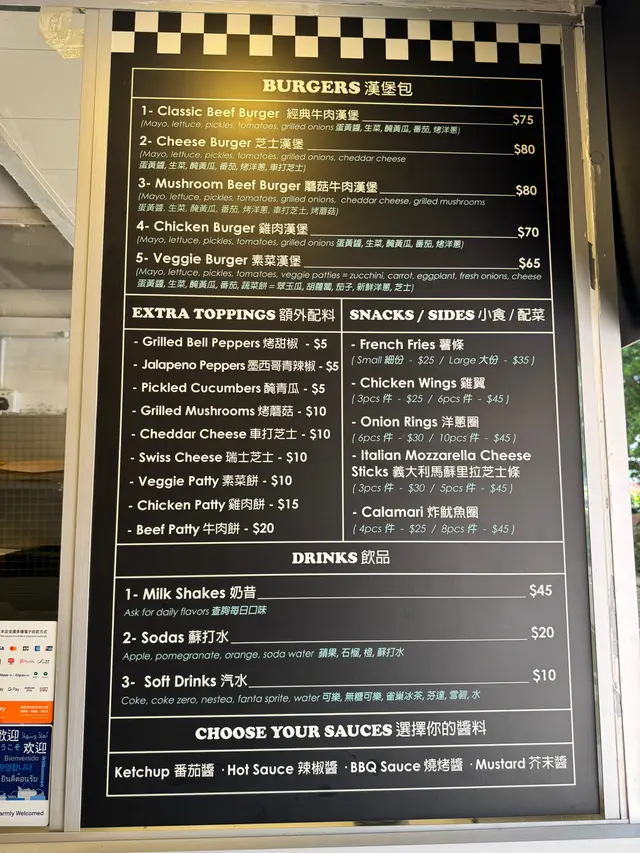 BURGERS 漢堡包
1- Classic Beef Burger 經典牛肉漢堡 $75
(Mayo, lettuce, pickles, tomatoes, grilled onions 蛋黃醬, 生菜, 醃黃瓜, 番茄, 烤洋蔥)
2- Cheese Burger 芝士漢堡 $80
(Mayo, lettuce, pickles, tomatoes, grilled onions, cheddar cheese
蛋黃醬, 生菜, 醃黃瓜, 番茄, 烤洋蔥, 車打芝士)
3- Mushroom Beef Burger 蘑菇牛肉漢堡 $80
(Mayo, lettuce, pickles, tomatoes, grilled onions, cheddar cheese, grilled mushrooms
蛋黃醬, 生菜, 醃黃瓜, 番茄, 烤洋蔥, 車打芝士, 烤蘑菇)
4- Chicken Burger 雞肉漢堡 $70
(Mayo, lettuce, pickles, tomatoes, grilled onions 蛋黃醬, 生菜, 醃黃瓜, 番茄, 烤洋蔥)
5- Veggie Burger 素菜漢堡 $65
(Mayo, lettuce, pickles, tomatoes, veggie patties = zucchini, carrot, eggplant, fresh onions, cheese
蛋黃醬, 生菜, 醃黃瓜, 番茄, 蔬菜餅 = 翠玉瓜, 胡蘿蔔, 茄子, 新鮮洋蔥, 芝士)
EXTRA TOPPINGS 額外配料
- Grilled Bell Peppers 烤甜椒 - $5
- Jalapeno Peppers 墨西哥青辣椒 - $5
- Pickled Cucumbers 醃青瓜 - $5
- Grilled Mushrooms 烤蘑菇 - $10
- Cheddar Cheese 車打芝士 - $10
- Swiss Cheese 瑞士芝士 - $10
- Veggie Patty 素菜餅 - $10
- Chicken Patty 雞肉餅 - $15
- Beef Patty 牛肉餅 - $20
SNACKS / SIDES 小食 / 配菜
- French Fries 薯條
( Small 細份 - $25 / Large 大份 - $35 )
- Chicken Wings 雞翼
( 3pcs 件 - $25 / 6pcs 件 - $45 )
- Onion Rings 洋蔥圈
( 6pcs 件 - $30 / 10pcs 件 - $45 )
- Italian Mozzarella Cheese
Sticks 義大利馬蘇里拉芝士條
( 3pcs 件 - $30 / 5pcs 件 - $45 )
- Calamari 炸魷魚圈
( 4pcs 件 - $25 / 8pcs 件 - $45 )
DRINKS 飲品
1- Milk Shakes 奶昔 $45
Ask for daily flavors 查詢每日口味
2- Sodas 蘇打水 $20
Apple, pomegranate, orange, soda water 蘋果, 石榴, 橙, 蘇打水
3- Soft Drinks 汽水 $10
Coke, coke zero, nestea, fanta sprite, water 可樂, 無糖可樂, 雀巢冰茶, 芬達, 雪碧, 水
CHOOSE YOUR SAUCES 選擇你的醬料
Ketchup 番茄醬 · Hot Sauce 辣椒醬 · BBQ Sauce 燒烤醬 · Mustard 芥末醬
欢迎
Bienvenido
ยินดีต้อนรับ
armly Welcomed